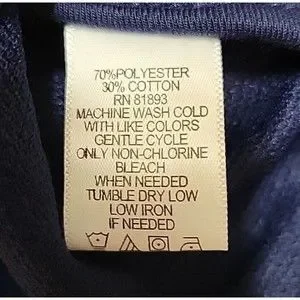 70%POLYESTER
30% COTTON
RN 81893
MACHINE WASH COLD
WITH LIKE COLORS
GENTLE CYCLE
ONLY NON-CHLORINE
BLEACH
WHEN NEEDED
TUMBLE DRY LOW
LOW IRON
IF NEEDED